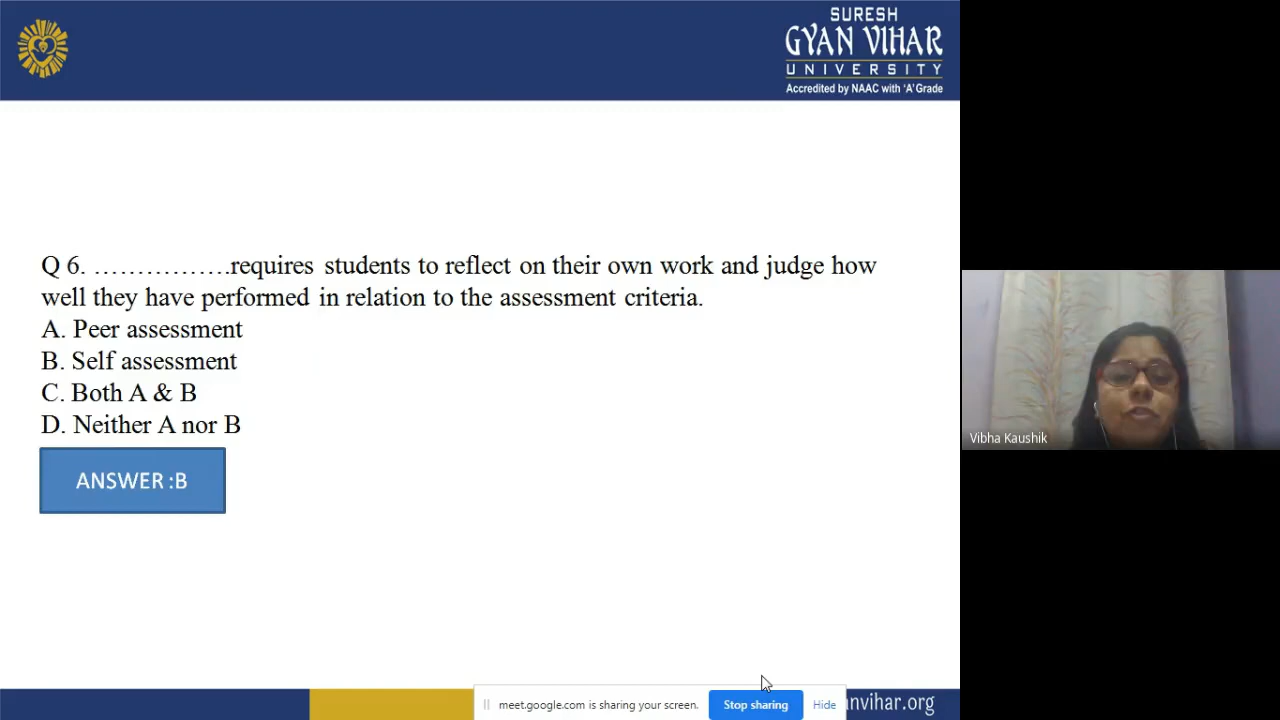 SURESH
GYAN VIHAR
UNIVERSITY
Accredited by NAAC with 'A' Grade
Q 6. …………….requires students to reflect on their own work and judge how
well they have performed in relation to the assessment criteria.
A. Peer assessment
B. Self assessment
C. Both A & B
D. Neither A nor B
ANSWER :B
Vibha Kaushik
meet.google.com is sharing your screen.
Stop sharing
Hide
anvihar.org